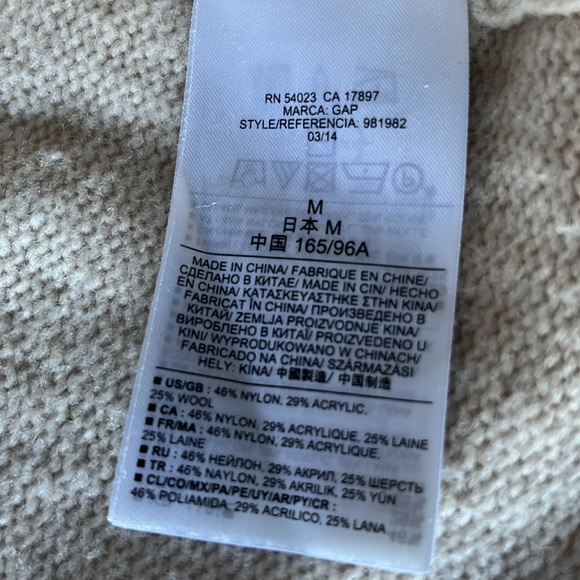 RN 54023 CA 17897
MARCA: GAP
STYLE/REFERENCIA: 981982
03/14
M
日本 M
中国 165/96A
MADE IN CHINA/ FABRIQUE EN CHINE/
СДЕЛАНО В КИТАЕ/ MADE IN CIN/ HECHO
EN CHINA/ ΚΑΤΑΣΚΕΥΑΣΤΗΚΕ ΣΤΗΝ ΚΙΝΑ/
FABRICAT ÎN CHINA/ ПРОИЗВЕДЕНО В
КИТАЙ/ ZEMLJA PROIZVODNJE KINA/
ВИРОБЛЕНО В КИТАЇ/ PROIZVEDENO U
KINI/ WYPRODUKOWANO W CHINACH/
FABRICADO NA CHINA/ SZÁRMAZÁSI
HELY: KÍNA/ 中國製造/ 中国制造
US/GB : 46% NYLON, 29% ACRYLIC,
25% WOOL
CA : 46% NYLON, 29% ACRYLIQUE, 25% LAINE
FR/MA : 46% NYLON, 29% ACRYLIQUE,
25% LAINE
RU : 46% НЕЙЛОН, 29% АКРИЛ, 25% ШЕРСТЬ
TR : 46% NAYLON, 29% AKRİLİK, 25% YÜN
CL/CO/MX/PA/PE/UY/AR/PY/CR :
46% POLIAMIDA, 29% ACRILICO, 25% LANA